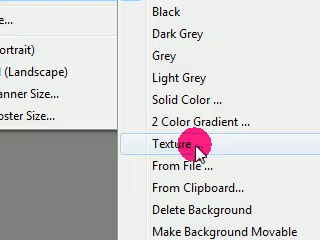 e...
ortrait)
(Landscape)
anner Size...
oster Size...
Black
Dark Grey
Grey
Light Grey
Solid Color ...
2 Color Gradient ...
Texture ...
From File ...
From Clipboard...
Delete Background
Make Background Movable